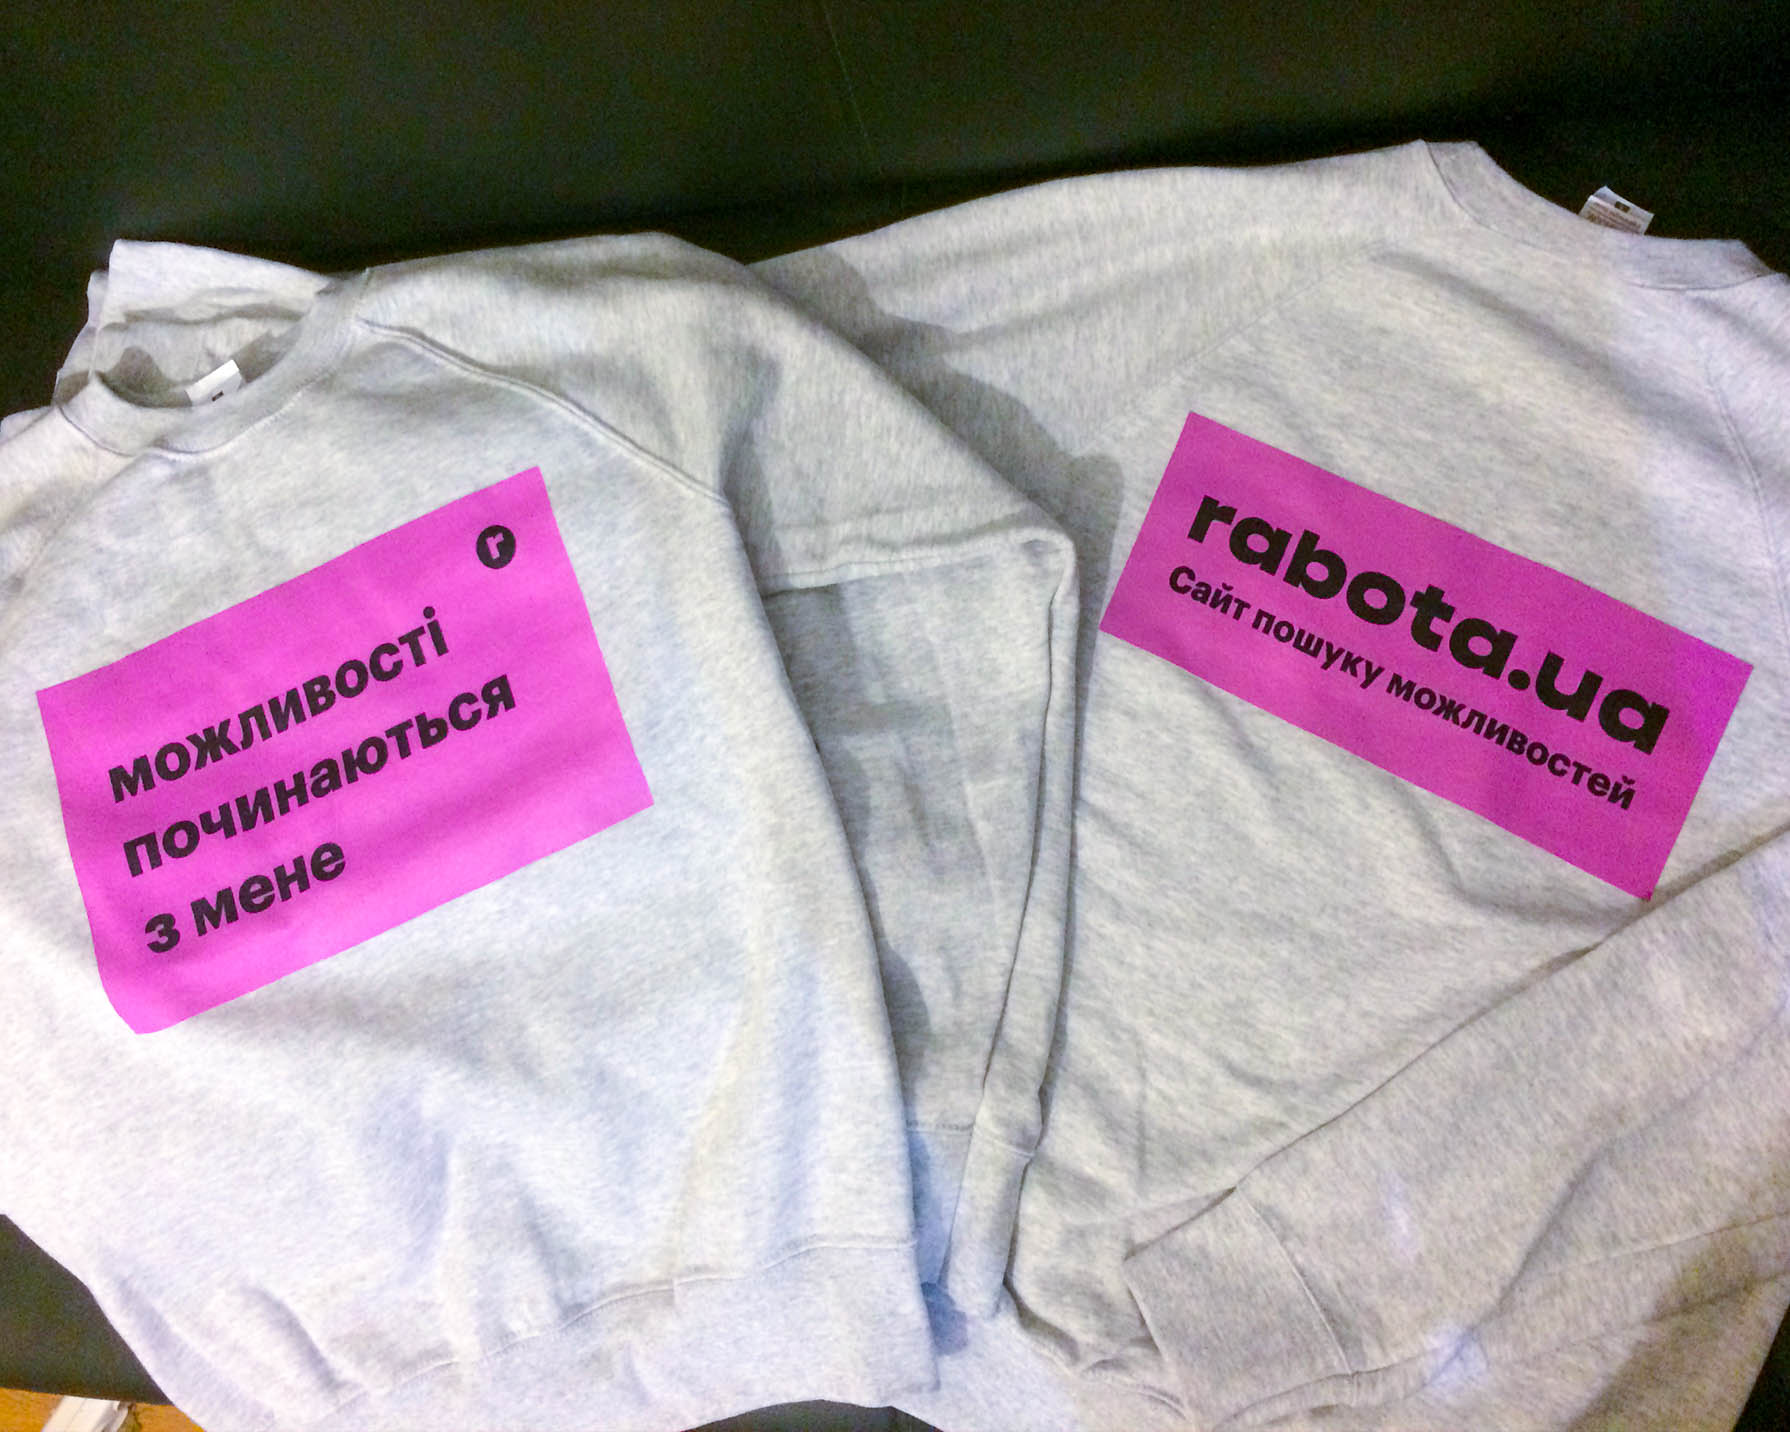 r
можливості
починаються
з мене
rabota.ua
Сайт пошуку можливостей